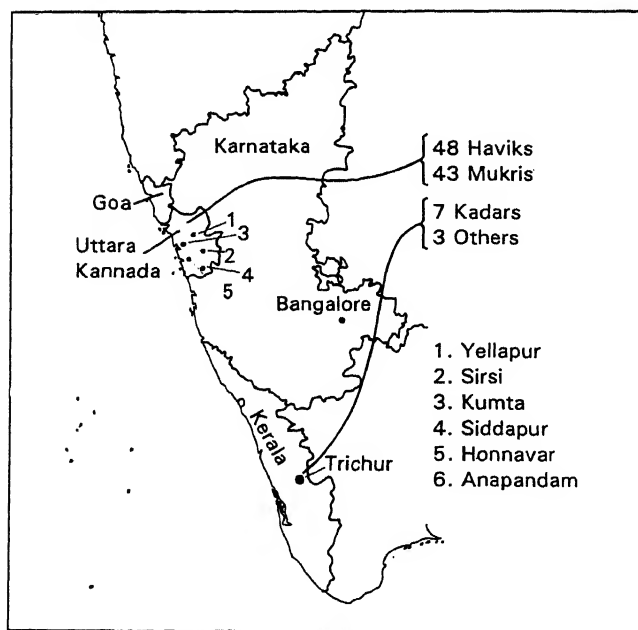 Karnataka
48 Haviks
43 Mukris
Goa
7 Kadars
3 Others
1
3
Uttara
Kannada
2
4
5
Bangalore
1. Yellapur
2. Sirsi
3. Kumta
4. Siddapur
5. Honnavar
6. Anapandam
Kerala
Trichur